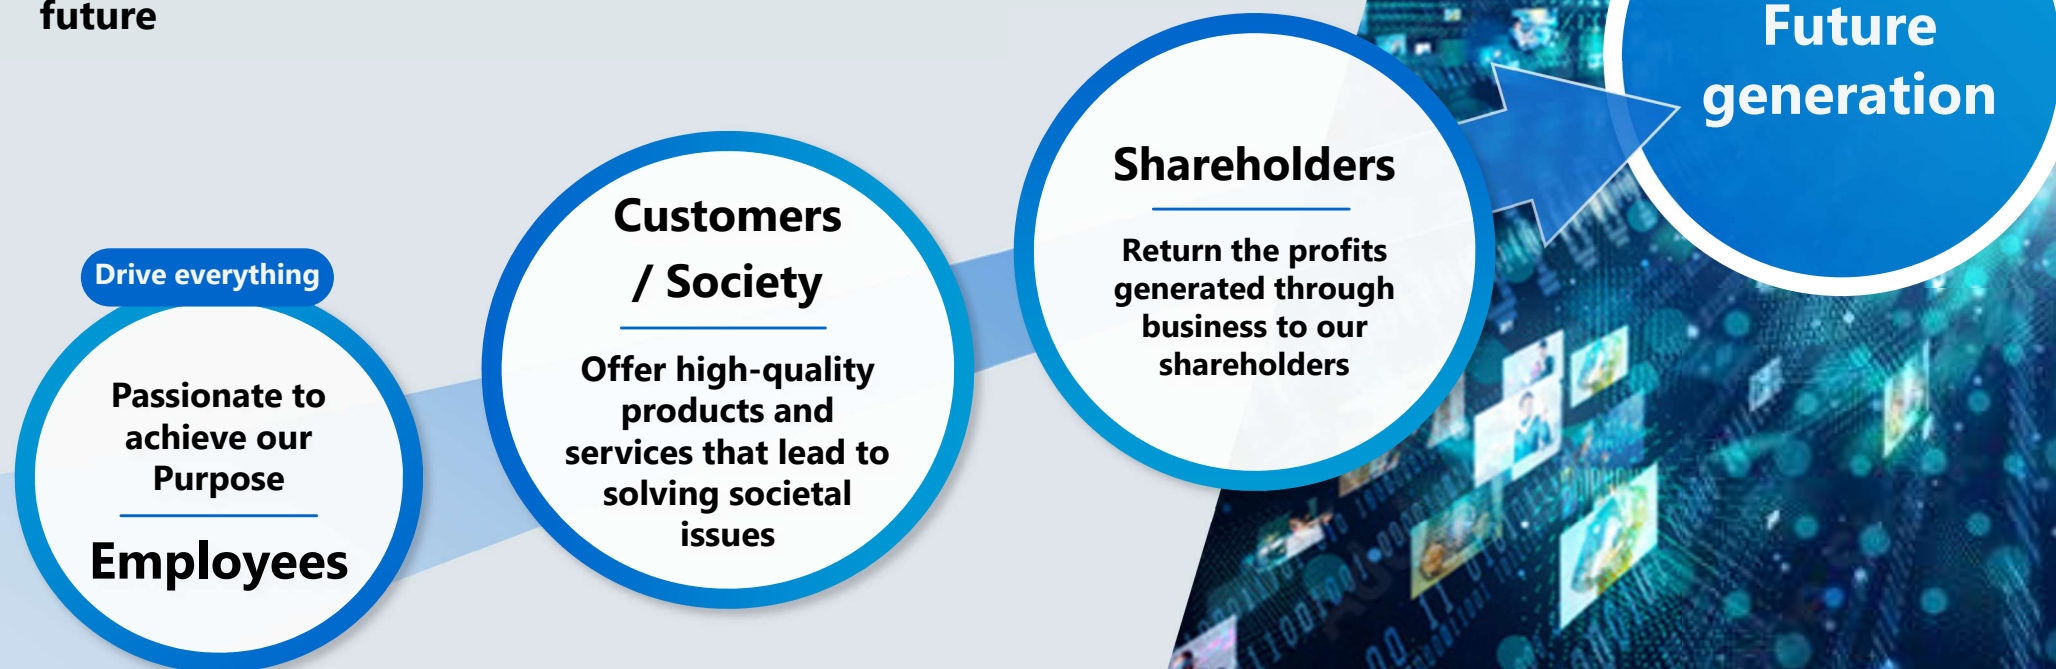 future
Drive everything
Passionate to
achieve our
Purpose
Employees
Customers
/ Society
Offer high-quality
products and
services that lead to
solving societal
issues
Shareholders
Return the profits
generated through
business to our
shareholders
Future
generation